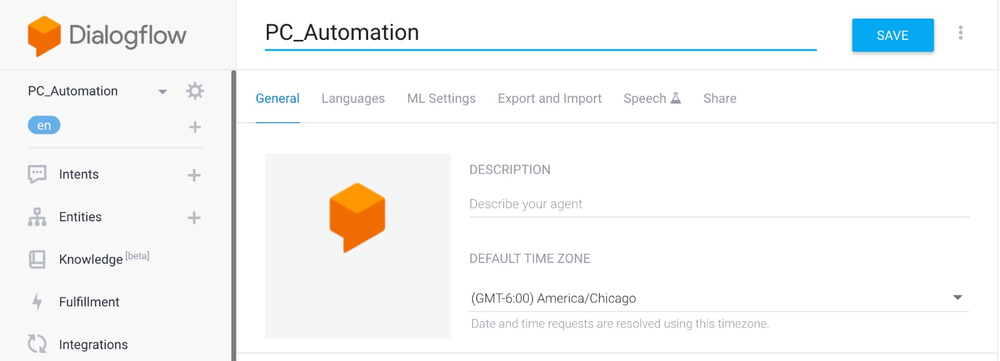 Dialogflow
PC_Automation
SAVE
PC_Automation
en
Intents
Entities
Knowledge [beta]
Fulfillment
Integrations
General Languages ML Settings Export and Import Speech Share
DESCRIPTION
Describe your agent
DEFAULT TIME ZONE
(GMT-6:00) America/Chicago
Date and time requests are resolved using this timezone.